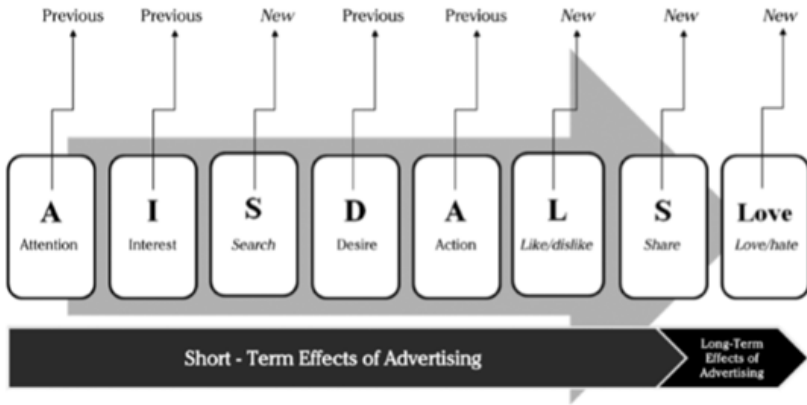 Previous Previous New Previous Previous New New New
A I S D A L S Love
Attention Interest Search Desire Action Like/dislike Share Love/hate
Short - Term Effects of Advertising
Long-Term
Effects of
Advertising